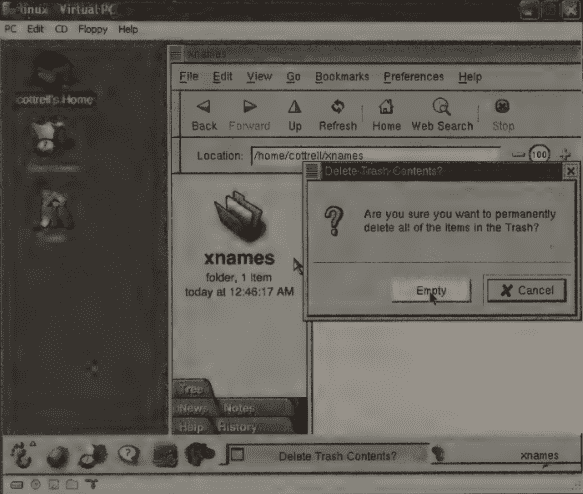 linux - Virtual PC
PC Edit CD Floppy Help
xnames
cottrell's Home
File Edit View Go Bookmarks Preferences Help
Back Forward Up Refresh Home Web Search Stop
Location: /home/cottrell/xnames
100
Delete Trash Contents?
Are you sure you want to permanently
delete all of the items in the Trash?
Empty Cancel
xnames
folder, 1 item
today at 12:46:17 AM
Tree
News Notes
Help History
Delete Trash Contents? xnames